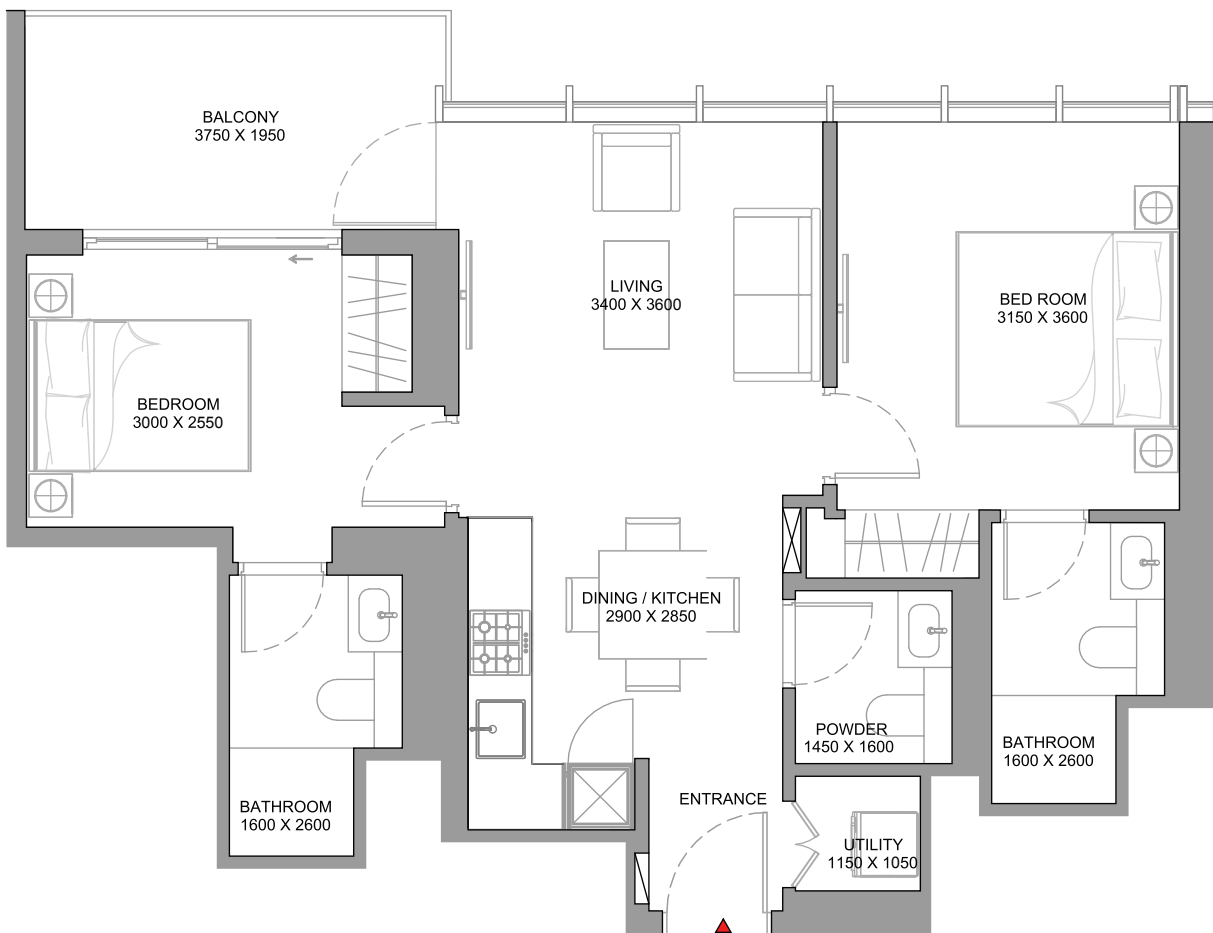 BALCONY
3750 X 1950
LIVING
3400 X 3600
BED ROOM
3150 X 3600
BEDROOM
3000 X 2550
DINING / KITCHEN
2900 X 2850
POWDER
1450 X 1600
BATHROOM
1600 X 2600
ENTRANCE
BATHROOM
1600 X 2600
UTILITY
1150 X 1050